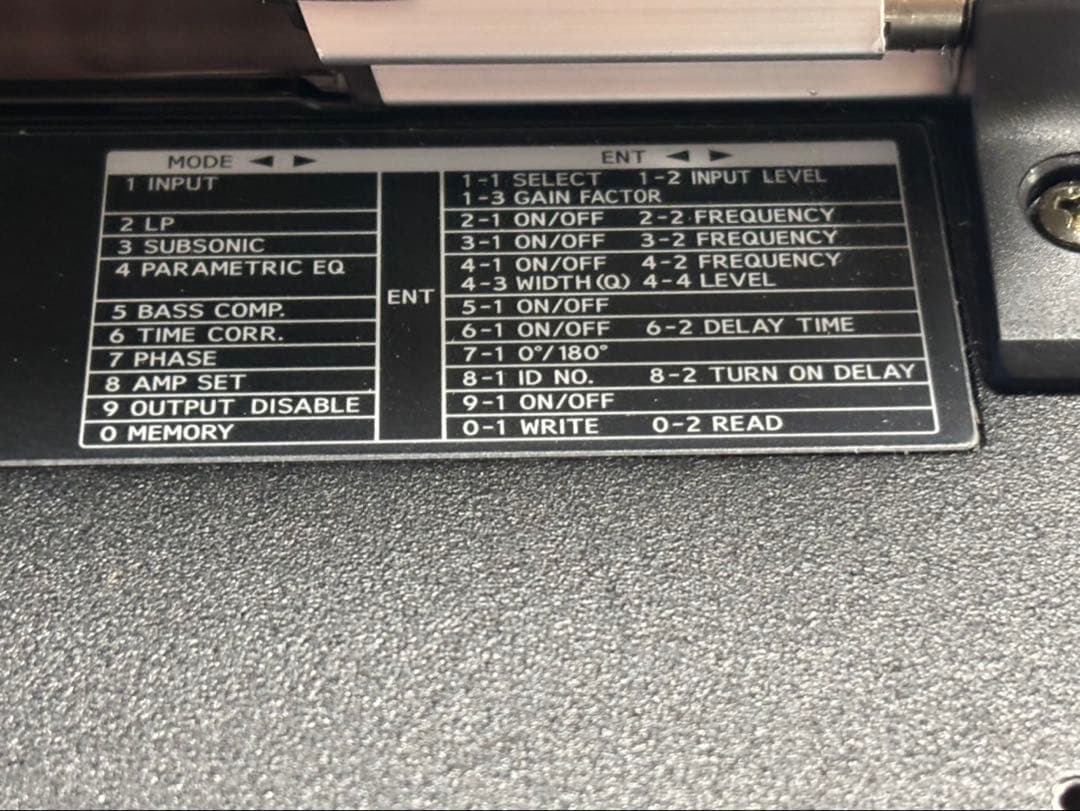 MODE ◀ ▶ ENT ◀ ▶
1 INPUT
2 LP
3 SUBSONIC
4 PARAMETRIC EQ
5 BASS COMP.
6 TIME CORR.
7 PHASE
8 AMP SET
9 OUTPUT DISABLE
0 MEMORY
ENT
1-1 SELECT 1-2 INPUT LEVEL
1-3 GAIN FACTOR
2-1 ON/OFF 2-2 FREQUENCY
3-1 ON/OFF 3-2 FREQUENCY
4-1 ON/OFF 4-2 FREQUENCY
4-3 WIDTH(Q) 4-4 LEVEL
5-1 ON/OFF
6-1 ON/OFF 6-2 DELAY TIME
7-1 0°/180°
8-1 ID NO. 8-2 TURN ON DELAY
9-1 ON/OFF
0-1 WRITE 0-2 READ